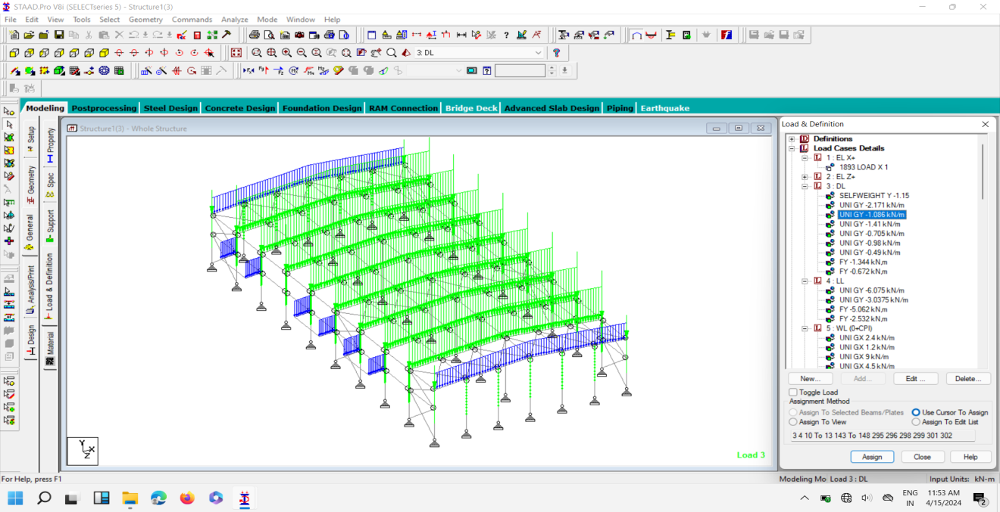 STAAD.Pro V8i (SELECTseries 5) - Structure1(3)
File Edit View Tools Select Geometry Commands Analyze Mode Window Help
3: DL
Modeling Postprocessing Steel Design Concrete Design Foundation Design RAM Connection Bridge Deck Advanced Slab Design Piping Earthquake
Setup
Geometry
General
Analysis/Print
Design
Property
Spec
Support
Load & Definition
Material
Structure1(3) - Whole Structure
Load 3
Y
X
Z
Load & Definition
Definitions
Load Cases Details
1 : EL X+
1893 LOAD X 1
2 : EL Z+
3 : DL
SELFWEIGHT Y -1.15
UNI GY -2.171 kN/m
UNI GY -1.086 kN/m
UNI GY -1.41 kN/m
UNI GY -0.705 kN/m
UNI GY -0.98 kN/m
UNI GY -0.49 kN/m
FY -1.344 kN,m
FY -0.672 kN,m
4 : LL
UNI GY -6.075 kN/m
UNI GY -3.0375 kN/m
FY -5.062 kN,m
FY -2.532 kN,m
5 : WL (0+CPI)
UNI GX 2.4 kN/m
UNI GX 1.2 kN/m
UNI GX 9 kN/m
UNI GX 4.5 kN/m
New... Add... Edit ... Delete...
Toggle Load
Assignment Method
Assign To Selected Beams/Plates Use Cursor To Assign
Assign To View Assign To Edit List
3 4 10 To 13 143 To 148 295 296 298 299 301 302
Assign Close Help
For Help, press F1
Modeling Mo Load 3 : DL Input Units: kN-m
ENG
IN
11:53 AM
4/15/2024
2